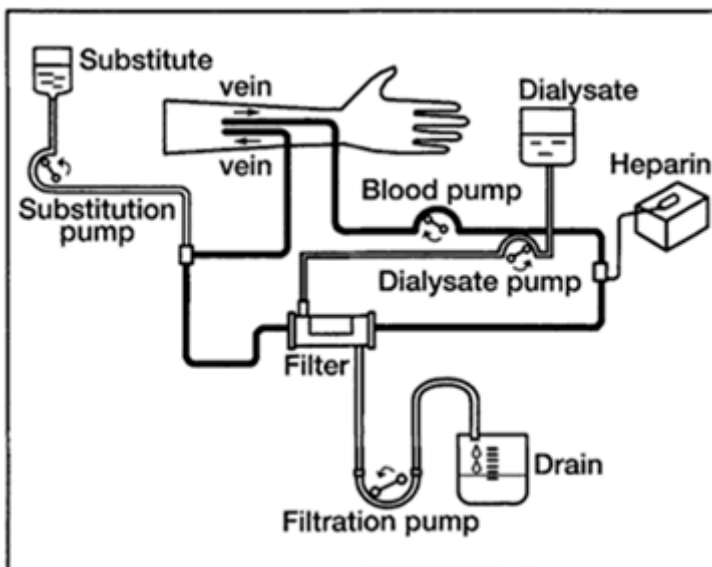 Substitute
vein
Dialysate
Heparin
vein
Blood pump
Substitution
pump
Dialysate pump
Filter
Drain
Filtration pump